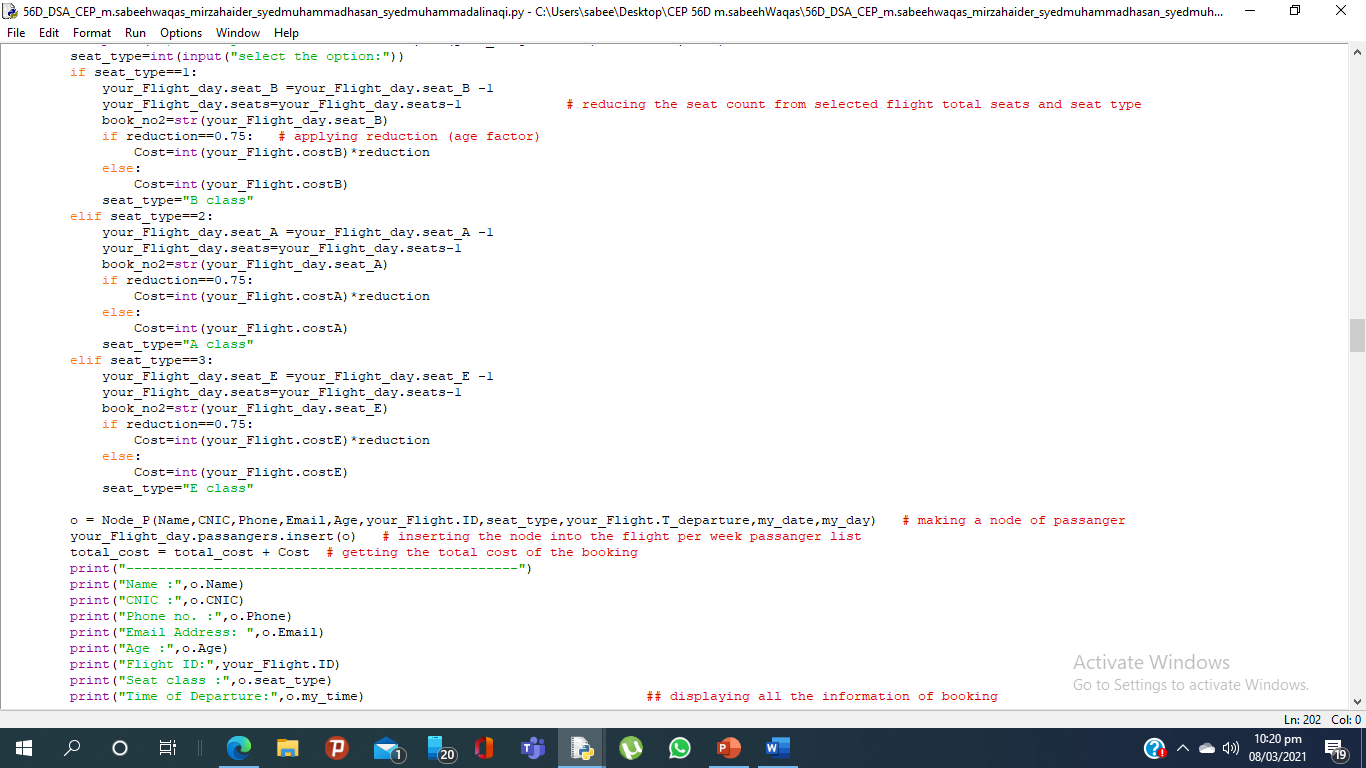 56D_DSA_CEP_m.sabeehwaqas_mirzahaider_syedmuhammadhasan_syedmuhammadalinaqi.py - C:\Users\sabee\Desktop\CEP 56D m.sabeehWaqas\56D_DSA_CEP_m.sabeehwaqas_mirzahaider_syedmuhammadhasan_syedmuh...
File Edit Format Run Options Window Help
seat_type=int(input("select the option:"))
if seat_type==1:
    your_Flight_day.seat_B =your_Flight_day.seat_B -1
    your_Flight_day.seats=your_Flight_day.seats-1             # reducing the seat count from selected flight total seats and seat type
    book_no2=str(your_Flight_day.seat_B)
    if reduction==0.75:   # applying reduction (age factor)
        Cost=int(your_Flight.costB)*reduction
    else:
        Cost=int(your_Flight.costB)
    seat_type="B class"
elif seat_type==2:
    your_Flight_day.seat_A =your_Flight_day.seat_A -1
    your_Flight_day.seats=your_Flight_day.seats-1
    book_no2=str(your_Flight_day.seat_A)
    if reduction==0.75:
        Cost=int(your_Flight.costA)*reduction
    else:
        Cost=int(your_Flight.costA)
    seat_type="A class"
elif seat_type==3:
    your_Flight_day.seat_E =your_Flight_day.seat_E -1
    your_Flight_day.seats=your_Flight_day.seats-1
    book_no2=str(your_Flight_day.seat_E)
    if reduction==0.75:
        Cost=int(your_Flight.costE)*reduction
    else:
        Cost=int(your_Flight.costE)
    seat_type="E class"
o = Node_P(Name,CNIC,Phone,Email,Age,your_Flight.ID,seat_type,your_Flight.T_departure,my_date,my_day)   # making a node of passanger
your_Flight_day.passangers.insert(o)   # inserting the node into the flight per week passanger list
total_cost = total_cost + Cost  # getting the total cost of the booking
print("-------------------------------------------------")
print("Name :",o.Name)
print("CNIC :",o.CNIC)
print("Phone no. :",o.Phone)
print("Email Address: ",o.Email)
print("Age :",o.Age)
print("Flight ID:",your_Flight.ID)
print("Seat class :",o.seat_type)
print("Time of Departure:",o.my_time)                                   ## displaying all the information of booking
Activate Windows
Go to Settings to activate Windows.
Ln: 202 Col: 0
1
20
10:20 pm
08/03/2021
19